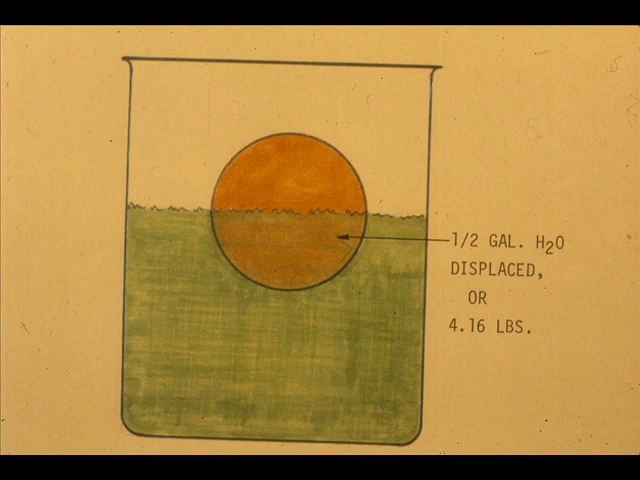 1/2 GAL. H2O
DISPLACED,
OR
4.16 LBS.